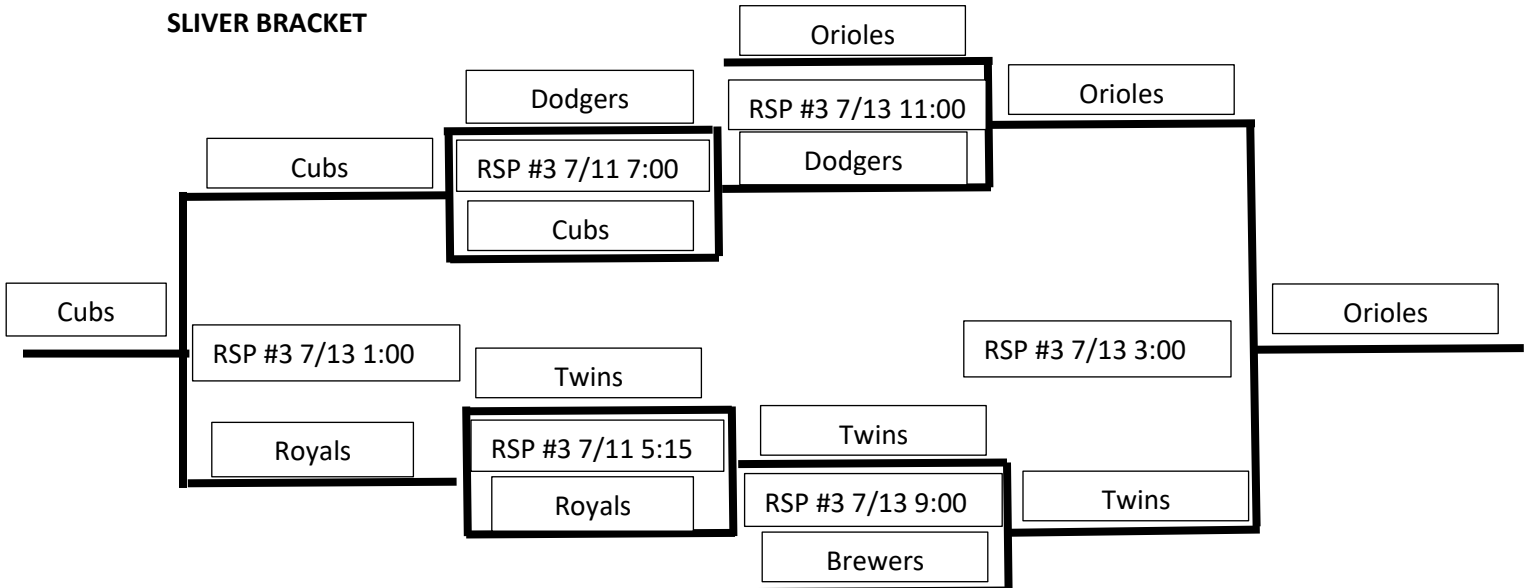 SLIVER BRACKET
Orioles
Dodgers
RSP #3 7/13 11:00
Orioles
Cubs
RSP #3 7/11 7:00
Dodgers
Cubs
Cubs
Orioles
RSP #3 7/13 1:00
RSP #3 7/13 3:00
Twins
Royals
RSP #3 7/11 5:15
Twins
Royals
RSP #3 7/13 9:00
Twins
Brewers